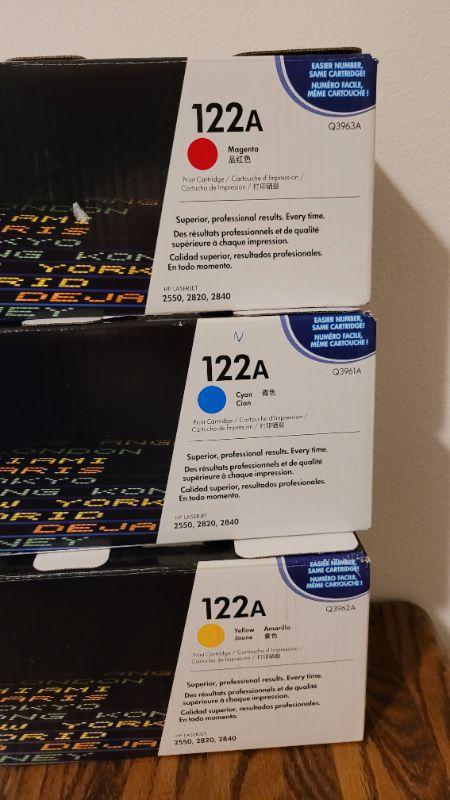 EASIER NUMBER,
SAME CARTRIDGE!
NUMÉRO FACILE,
MÊME CARTOUCHE!
122A
Q3963A
Magenta
品红色
Print Cartridge / Cartouche d'Impression /
Cartucho de Impresión / 打印硒鼓
Superior, professional results. Every time.
Des résultats professionnels et de qualité
supérieure à chaque impression.
Calidad superior, resultados profesionales.
En todo momento.
HP LASERJET
2550, 2820, 2840
YORK
DEJA
EASIER NUMBER,
SAME CARTRIDGE!
NUMÉRO FACILE,
MÊME CARTOUCHE!
122A
Q3961A
Cyan 青色
Cian
Print Cartridge / Cartouche d'Impression /
Cartucho de Impresión / 打印硒鼓
Superior, professional results. Every time.
Des résultats professionnels et de qualité
supérieure à chaque impression.
Calidad superior, resultados profesionales.
En todo momento.
HP LASERJET
2550, 2820, 2840
KONG
YORK
DEJA
EASIER NUMBER,
SAME CARTRIDGE!
NUMÉRO FACILE,
MÊME CARTOUCHE!
122A
Q3962A
Yellow Amarillo
Jaune 黄色
Print Cartridge / Cartouche d'Impression /
Cartucho de Impresión / 打印硒鼓
Superior, professional results. Every time.
Des résultats professionnels et de qualité
supérieure à chaque impression.
Calidad superior, resultados profesionales.
En todo momento.
HP LASERJET
2550, 2820, 2840
YORK